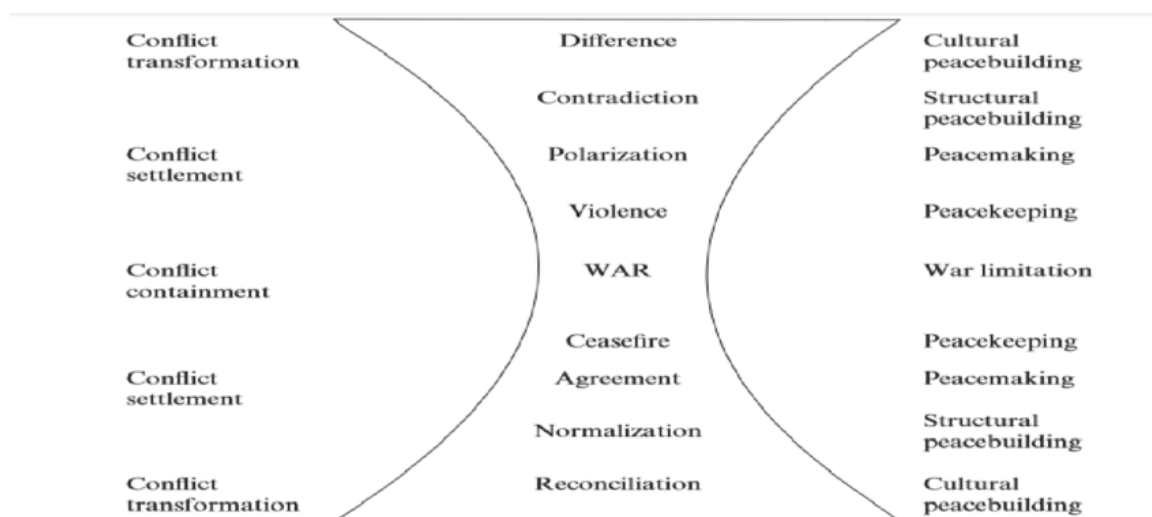 Conflict
transformation
Difference
Cultural
peacebuilding
Contradiction
Structural
peacebuilding
Conflict
settlement
Polarization
Peacemaking
Violence
Peacekeeping
Conflict
containment
WAR
War limitation
Ceasefire
Peacekeeping
Conflict
settlement
Agreement
Peacemaking
Normalization
Structural
peacebuilding
Conflict
transformation
Reconciliation
Cultural
peacebuilding